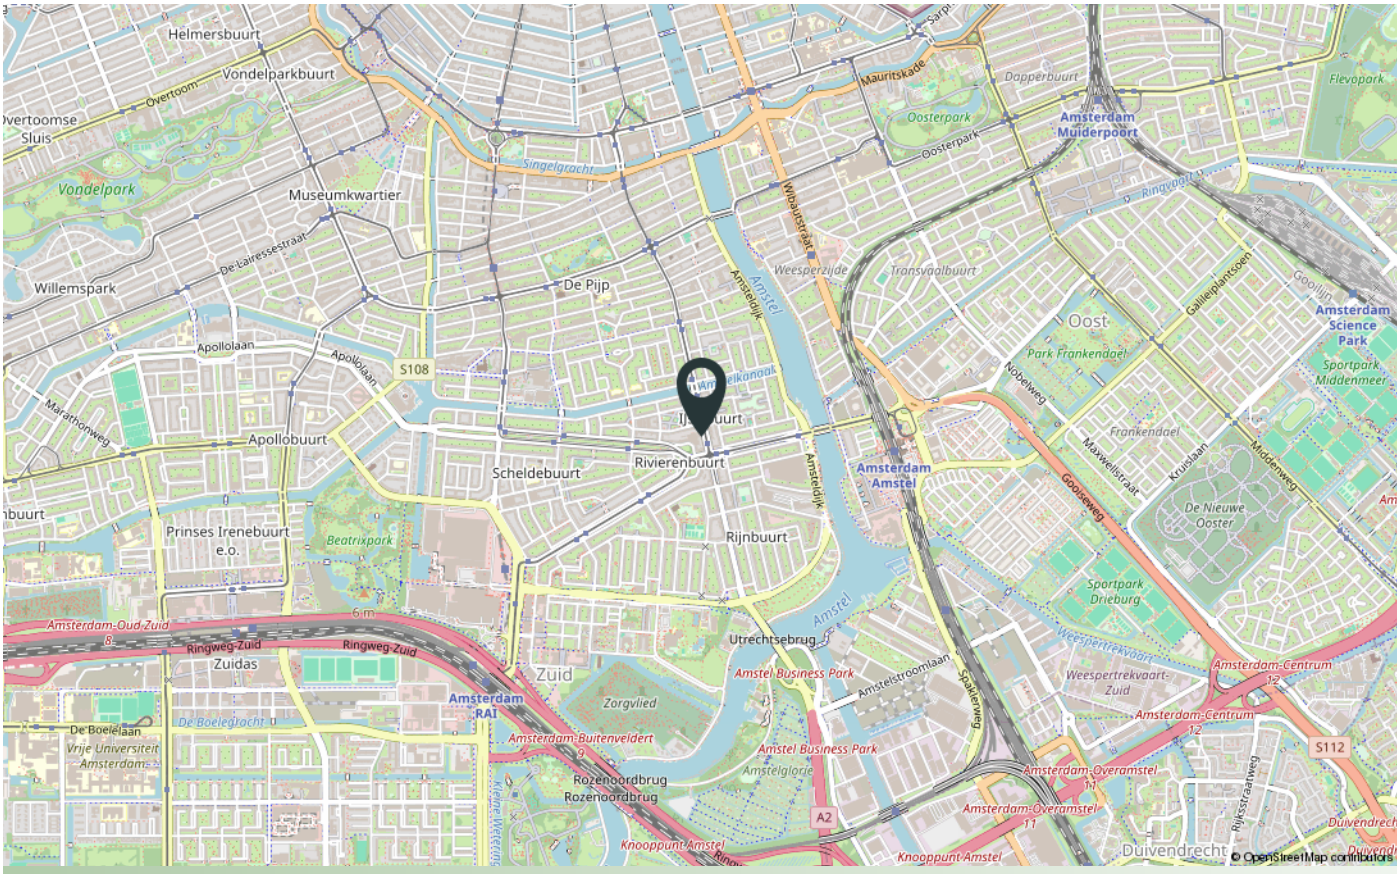 Helmersbuurt
Vondelparkbuurt
Overtoom
Overtoomse
Sluis
Mauritskade
Dapperbuurt
Flevopark
Amsterdam
Muiderpoort
Oosterpark
Oosterpark
Singelgracht
Vondelpark
Museumkwartier
Ringvaart
Wibautstraat
De Lairessestraat
Willemspark
De Pijp
Amsteldijk
Amstel
Weesperzijde
Transvaalbuurt
Galileïplantsoen
Gooilijn
Amsterdam
Science
Park
Oost
Park Frankendael
Apollolaan
Apollolaan
S108
Nobelweg
Sportpark
Middenmeer
Marathonweg
Apollobuurt
Frankendael
Maxwellstraat
Kruislaan
Middenweg
Rivierenbuurt
Scheldebuurt
Amsteldijk
Amsterdam
Amstel
Gooiseweg
De Nieuwe
Ooster
Prinses Irenebuurt
e.o.
Beatrixpark
Rijnbuurt
Sportpark
Drieburg
6 m
Amstel
Amsterdam-Oud-Zuid
8
Ringweg-Zuid
Ringweg-Zuid
Utrechtsebrug
Weespertrekvaart
Zuidas
Zuid
Amstel Business Park
Amstelstroomlaan
Spaklerweg
Weespertrekvaart-
Zuid
Amsterdam-Centrum
12
Amsterdam
RAI
Zorgvlied
Amsterdam-Centrum
12
De Boelegracht
De Boelelaan
Vrije Universiteit
Amsterdam
Amsterdam-Buitenveldert
9
Amstel Business Park
Amstelglorie
S112
Rozenoordbrug
Rozenoordbrug
Amsterdam-Overamstel
11
Amsterdam-Overamstel
11
A2
Rijksstraatweg
Knooppunt Amstel
Knooppunt Amstel
Duivendrecht
© OpenStreetMap contributors